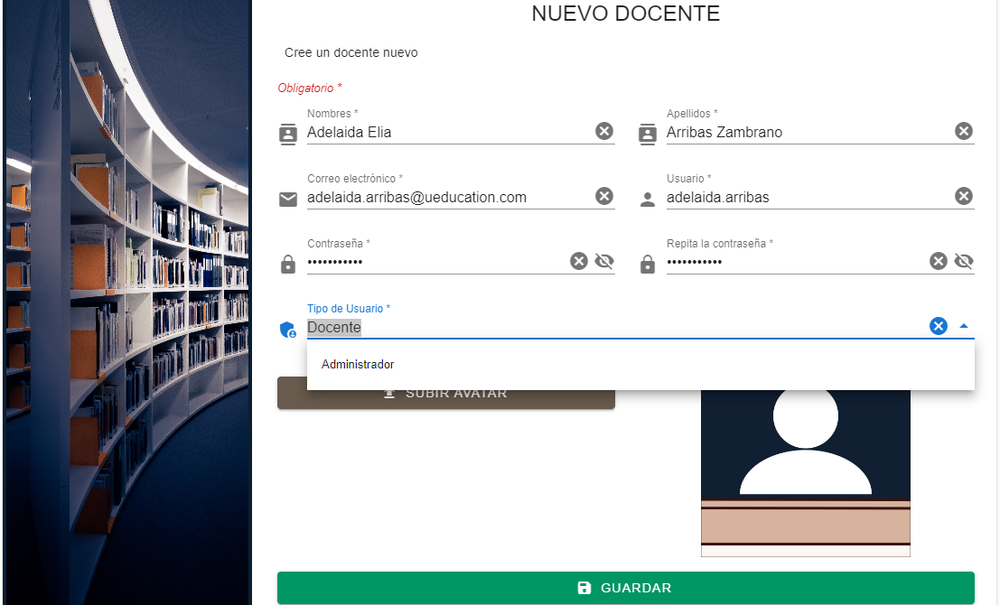 NUEVO DOCENTE
Cree un docente nuevo
Obligatorio *
Nombres *
Adelaida Elia
Apellidos *
Arribas Zambrano
Correo electrónico *
adelaida.arribas@ueducation.com
Usuario *
adelaida.arribas
Contraseña *
•••••••••••
Repita la contraseña *
•••••••••••
Tipo de Usuario *
Docente
Administrador
SUBIR AVATAR
GUARDAR